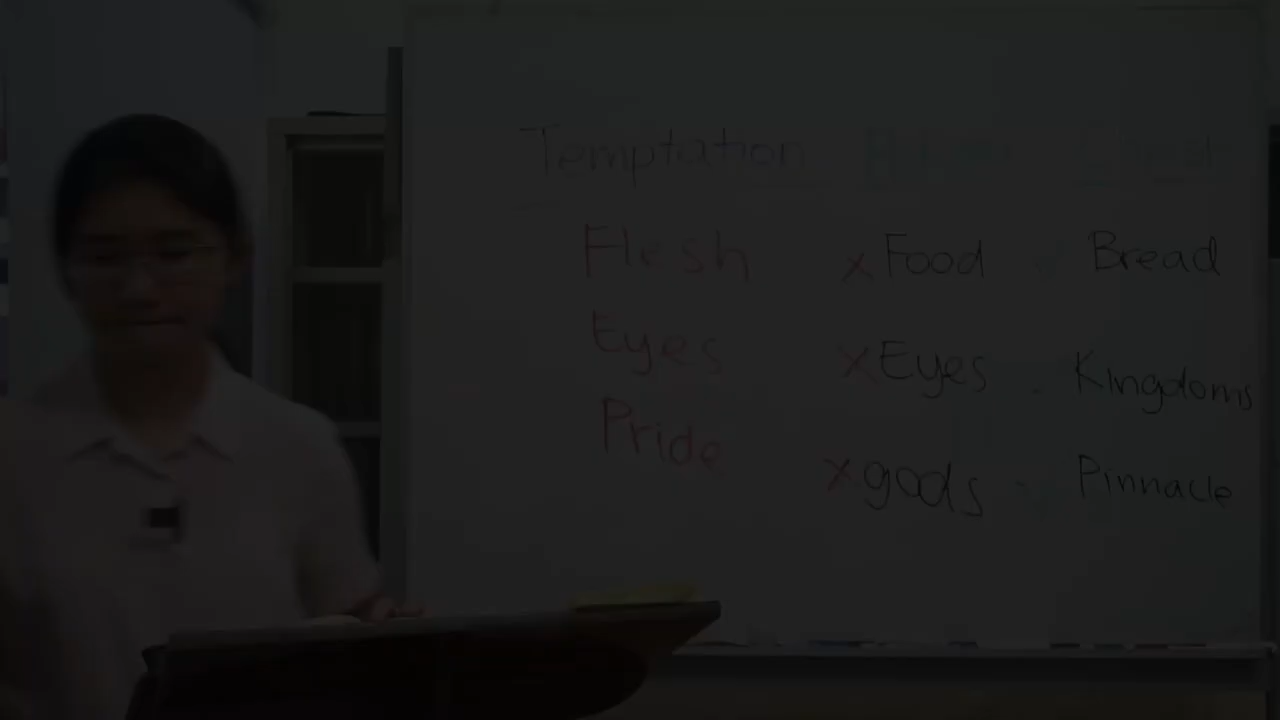 Temptation
Flesh x Food Bread
Eyes x Eyes Kingdoms
Pride x gods Pinnacle